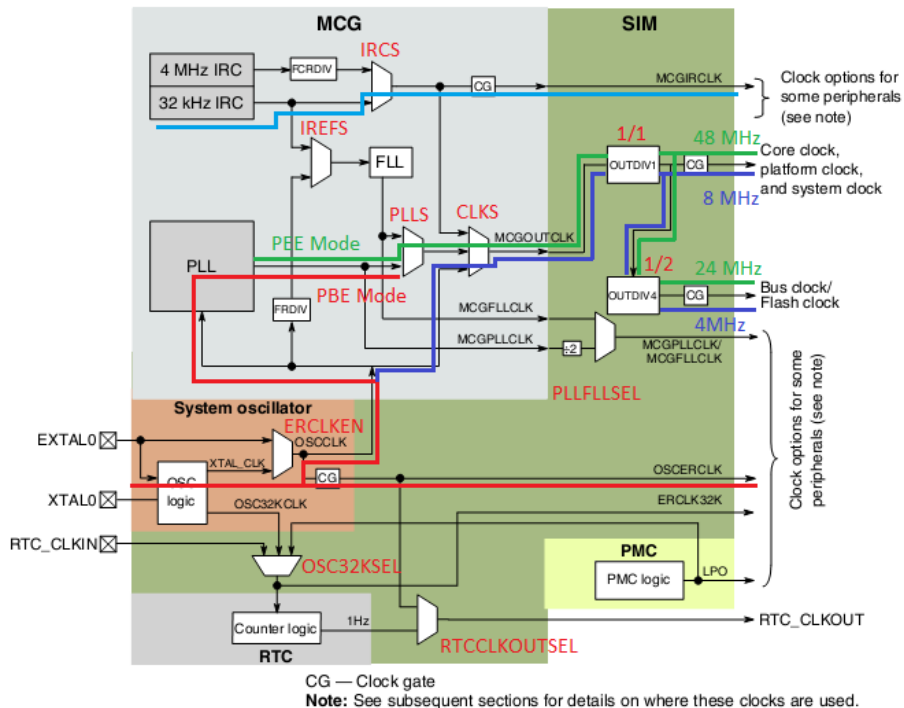 MCG
SIM
IRCS
4 MHz IRC
FCRDIV
CG
MCGIRCLK
Clock options for
some peripherals
(see note)
32 kHz IRC
IREFS
FLL
1/1
48 MHz
OUTDIV1
CG
Core clock,
platform clock,
and system clock
8 MHz
PLLS
CLKS
MCGOUTCLK
PEE Mode
PLL
PBE Mode
1/2
24 MHz
OUTDIV4
CG
Bus clock/
Flash clock
4MHz
FRDIV
MCGFLLCLK
MCGPLLCLK
÷2
MCGPLLCLK/
MCGFLLCLK
PLLFLLSEL
Clock options for some
peripherals (see note)
System oscillator
ERCLKEN
EXTAL0
OSCCLK
XTAL_CLK
OSC
logic
CG
OSCERCLK
XTAL0
OSC32KCLK
ERCLK32K
RTC_CLKIN
OSC32KSEL
PMC
PMC logic
LPO
Counter logic
1Hz
RTC
RTCCLKOUTSEL
RTC_CLKOUT
CG — Clock gate
Note: See subsequent sections for details on where these clocks are used.